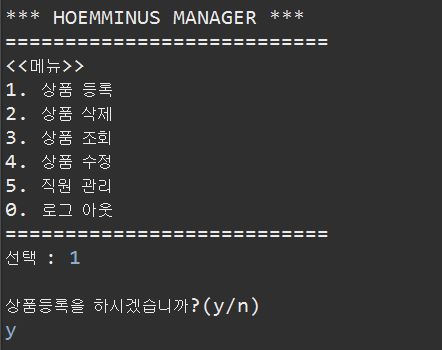 *** HOEMMINUS MANAGER ***
===========================
<<메뉴>>
1. 상품 등록
2. 상품 삭제
3. 상품 조회
4. 상품 수정
5. 직원 관리
0. 로그 아웃
===========================
선택 : 1
상품등록을 하시겠습니까?(y/n)
y